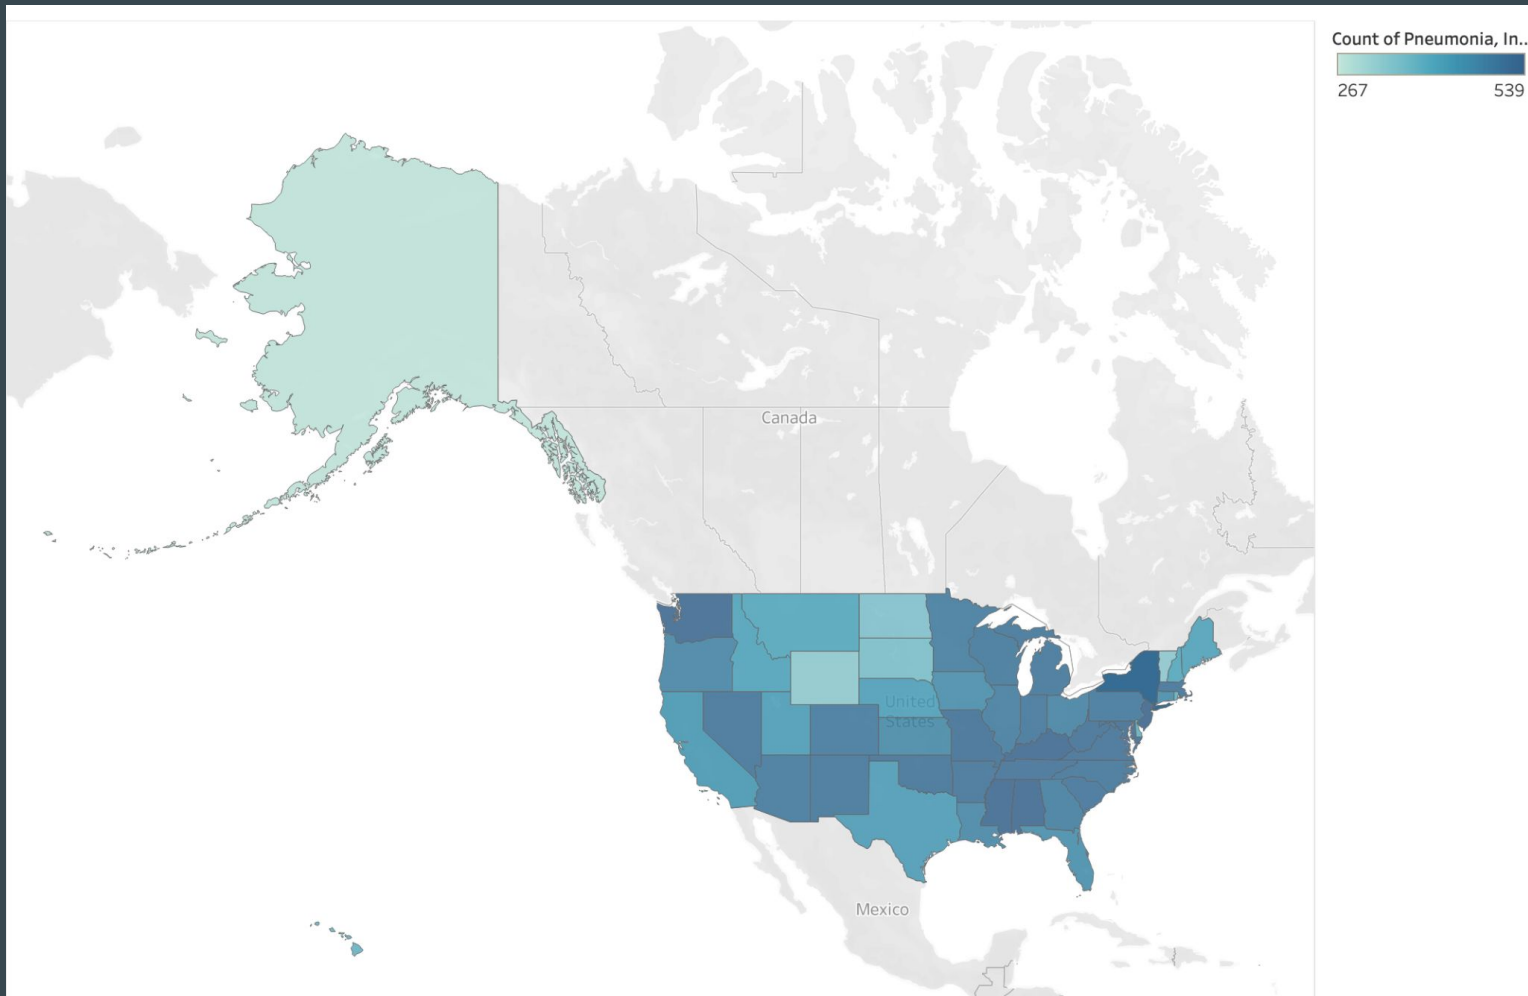 Count of Pneumonia, In..
267 539
Canada
United
States
Mexico